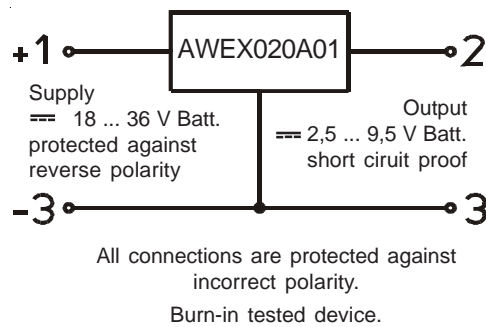 +1
AWEX020A01
2
Supply
⎓ 18 ... 36 V Batt.
protected against
reverse polarity
Output
⎓ 2,5 ... 9,5 V Batt.
short ciruit proof
-3
3
All connections are protected against
incorrect polarity.
Burn-in tested device.